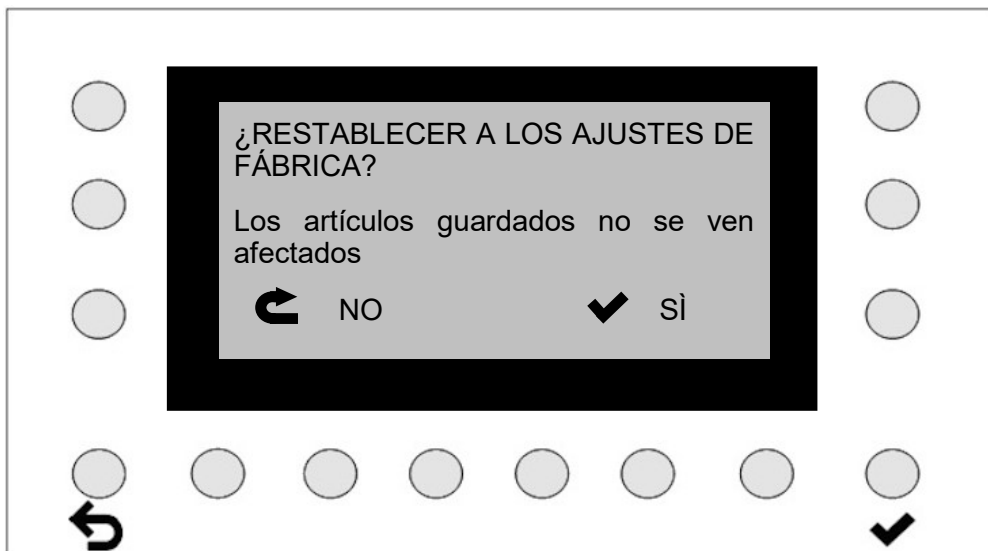 ¿RESTABLECER A LOS AJUSTES DE
FÁBRICA?
Los artículos guardados no se ven
afectados
NO SÌ